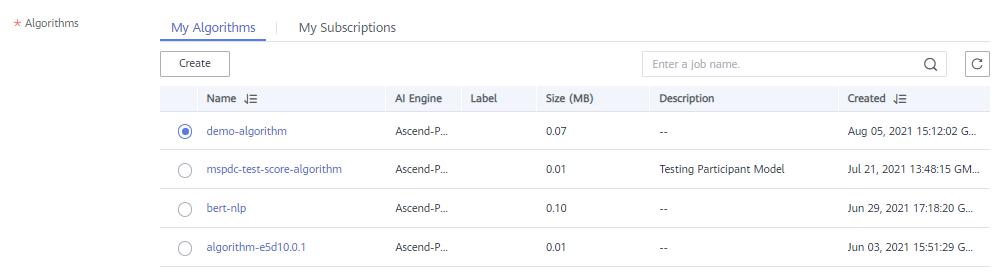 * Algorithms
My Algorithms | My Subscriptions
Create
Enter a job name.
Name AI Engine Label Size (MB) Description Created
demo-algorithm Ascend-P... 0.07 -- Aug 05, 2021 15:12:02 G...
mspdc-test-score-algorithm Ascend-P... 0.01 Testing Participant Model Jul 21, 2021 13:48:15 GM...
bert-nlp Ascend-P... 0.10 -- Jun 29, 2021 17:18:20 G...
algorithm-e5d10.0.1 Ascend-P... 0.01 -- Jun 03, 2021 15:51:29 G...